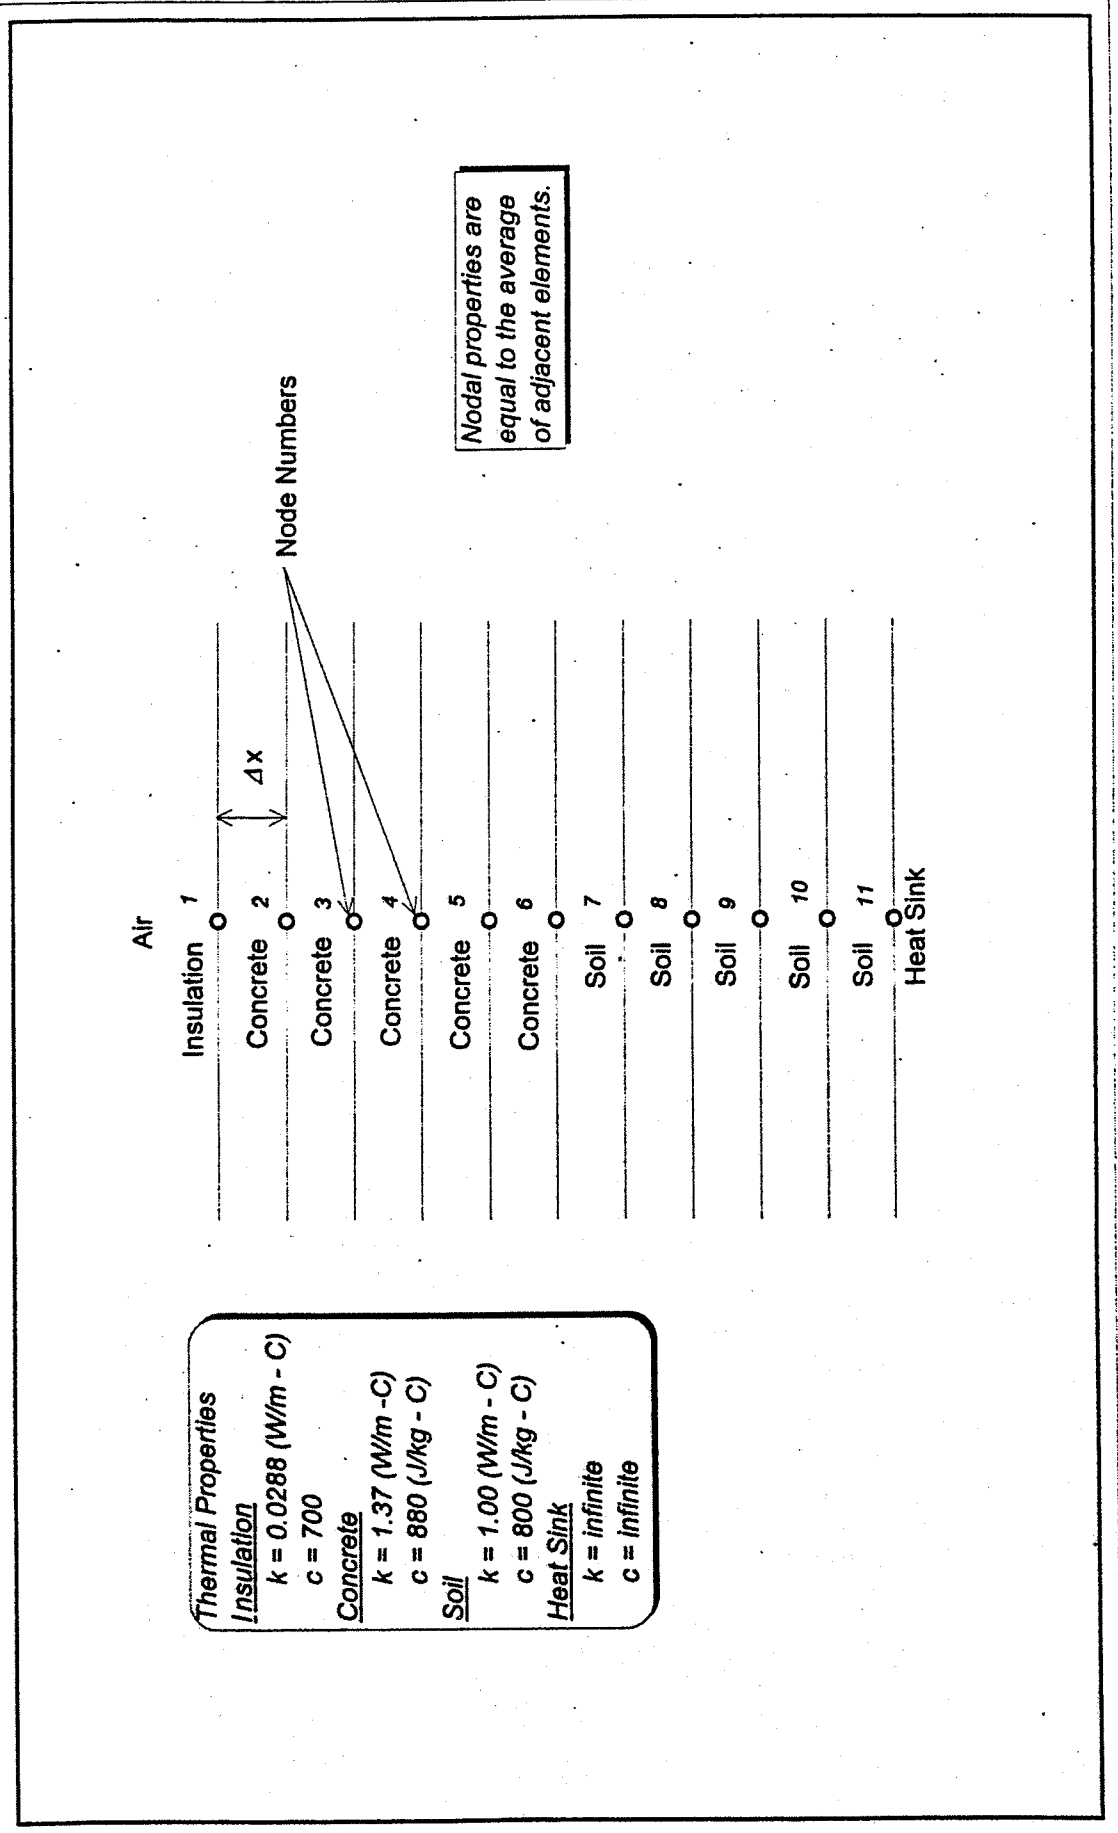 Thermal Properties
Insulation
k = 0.0288 (W/m - C)
c = 700
Concrete
k = 1.37 (W/m -C)
c = 880 (J/kg - C)
Soil
k = 1.00 (W/m - C)
c = 800 (J/kg - C)
Heat Sink
k = infinite
c = infinite
Air
Insulation 1
Concrete 2
Δx
Concrete 3
Concrete 4
Concrete 5
Concrete 6
Soil 7
Soil 8
Soil 9
Soil 10
Soil 11
Heat Sink
Node Numbers
Nodal properties are
equal to the average
of adjacent elements.